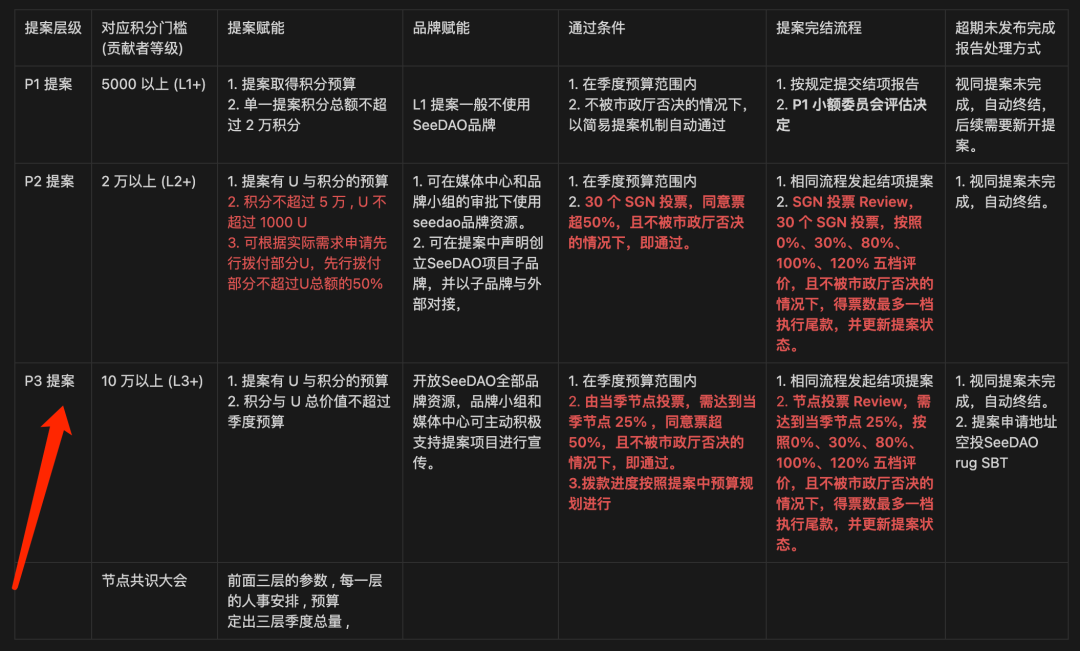 提案层级
对应积分门槛
(贡献者等级)
提案赋能
品牌赋能
通过条件
提案完结流程
超期未发布完成
报告处理方式
P1 提案
5000 以上 (L1+)
1. 提案取得积分预算
2. 单一提案积分总额不超
过 2 万积分
L1 提案一般不使用
SeeDAO品牌
1. 在季度预算范围内
2. 不被市政厅否决的情况下，
以简易提案机制自动通过
1. 按规定提交结项报告
2. P1 小额委员会评估决
定
视同提案未完
成，自动终结，
后续需要新开提
案。
P2 提案
2 万以上 (L2+)
1. 提案有 U 与积分的预算
2. 积分不超过 5 万 , U 不
超过 1000 U
3. 可根据实际需求申请先
行拨付部分U，先行拨付
部分不超过U总额的50%
1. 可在媒体中心和品
牌小组的审批下使用
seedao品牌资源。
2. 可在提案中声明创
立SeeDAO项目子品
牌，并以子品牌与外
部对接，
1. 在季度预算范围内
2. 30 个 SGN 投票，同意票
超50%，且不被市政厅否决
的情况下，即通过。
1. 相同流程发起结项提案
2. SGN 投票 Review，
30 个 SGN 投票，按照
0%、30%、80%、
100%、120% 五档评
价，且不被市政厅否决的
情况下，得票数最多一档
执行尾款，并更新提案状
态。
1. 视同提案未完
成，自动终结。
P3 提案
10 万以上 (L3+)
1. 提案有 U 与积分的预算
2. 积分与 U 总价值不超过
季度预算
开放SeeDAO全部品
牌资源，品牌小组和
媒体中心可主动积极
支持提案项目进行宣
传。
1. 在季度预算范围内
2. 由当季节点投票，需达到当
季节点 25% ，同意票超
50%，且不被市政厅否决的
情况下，即通过。
3.拨款进度按照提案中预算规
划进行
1. 相同流程发起结项提案
2. 节点投票 Review，需
达到当季节点 25%，按
照0%、30%、80%、
100%、120% 五档评
价，且不被市政厅否决的
情况下，得票数最多一档
执行尾款，并更新提案状
态。
1. 视同提案未完
成，自动终结。
2. 提案申请地址
空投SeeDAO
rug SBT
节点共识大会
前面三层的参数 , 每一层
的人事安排 , 预算
定出三层季度总量 ,